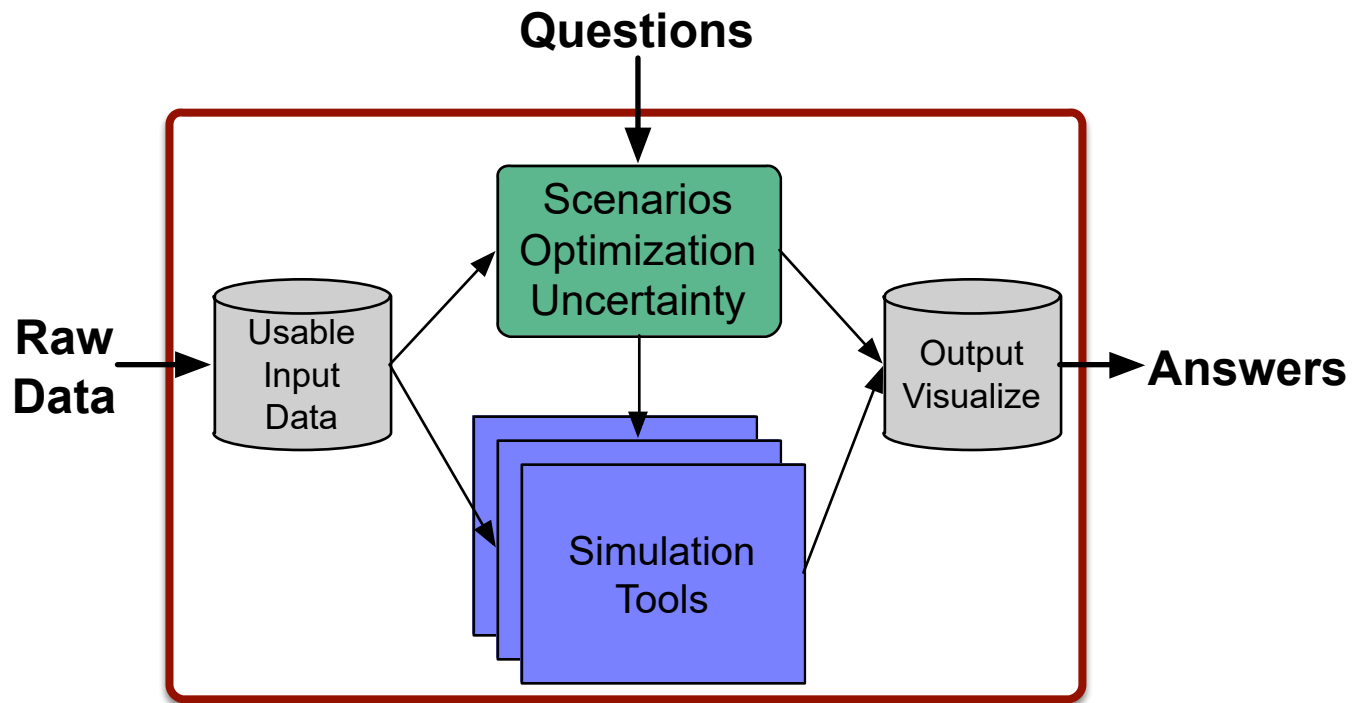 Questions
Scenarios
Optimization
Uncertainty
Raw
Data
Usable
Input
Data
Output
Visualize
Answers
Simulation
Tools